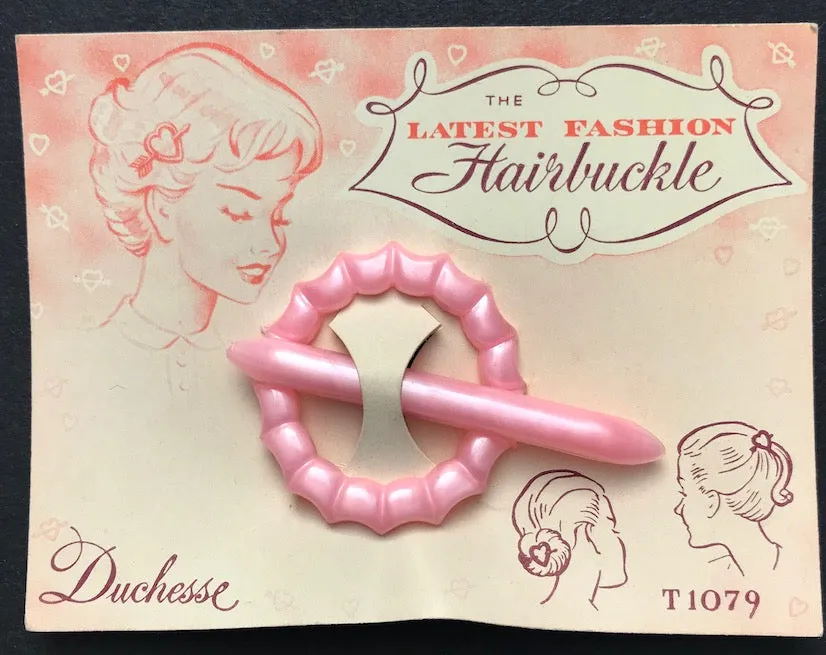 THE
LATEST FASHION
Hairbuckle
Duchesse
T1079